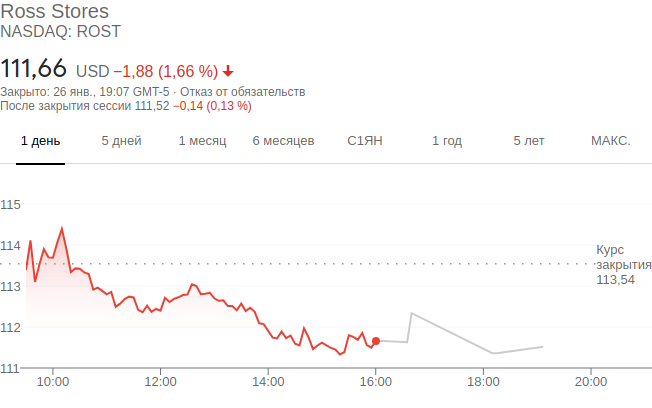 Ross Stores
NASDAQ: ROST
111,66 USD −1,88 (1,66 %)
Закрыто: 26 янв., 19:07 GMT-5 · Отказ от обязательств
После закрытия сессии 111,52 −0,14 (0,13 %)
1 день 5 дней 1 месяц 6 месяцев С1ЯН 1 год 5 лет МАКС.
115
114
Курс
закрытия
113,54
113
112
111
10:00 12:00 14:00 16:00 18:00 20:00